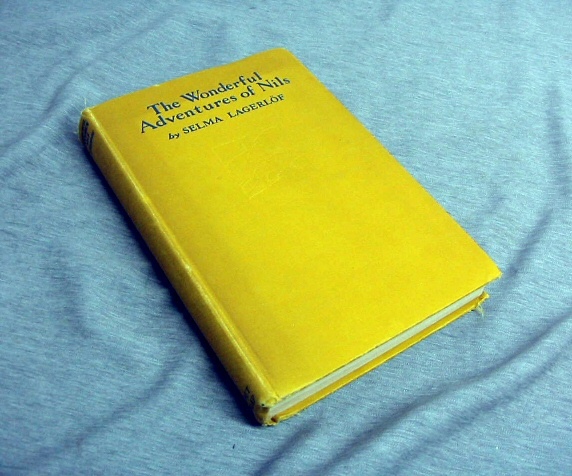 The Wonderful
Adventures of Nils
by SELMA LAGERLÖF